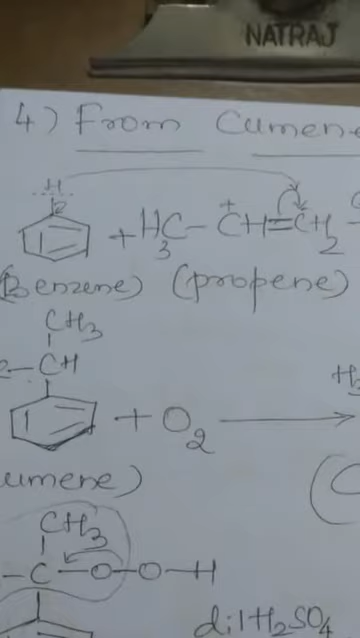 NATRAJ
4) From Cumene
H
+ H3C - CH = CH2
(Benzene) (propene)
CH3
CH
+ O2
umene)
CH3
- C - O - O - H
dil H2SO4